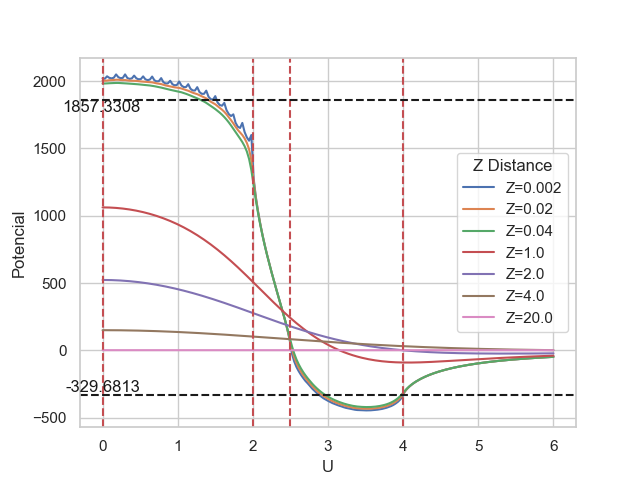 2000
1857.3308
1500
1000
500
0
-329.6813
−500
Potencial
0 1 2 3 4 5 6
U
Z Distance
Z=0.002
Z=0.02
Z=0.04
Z=1.0
Z=2.0
Z=4.0
Z=20.0